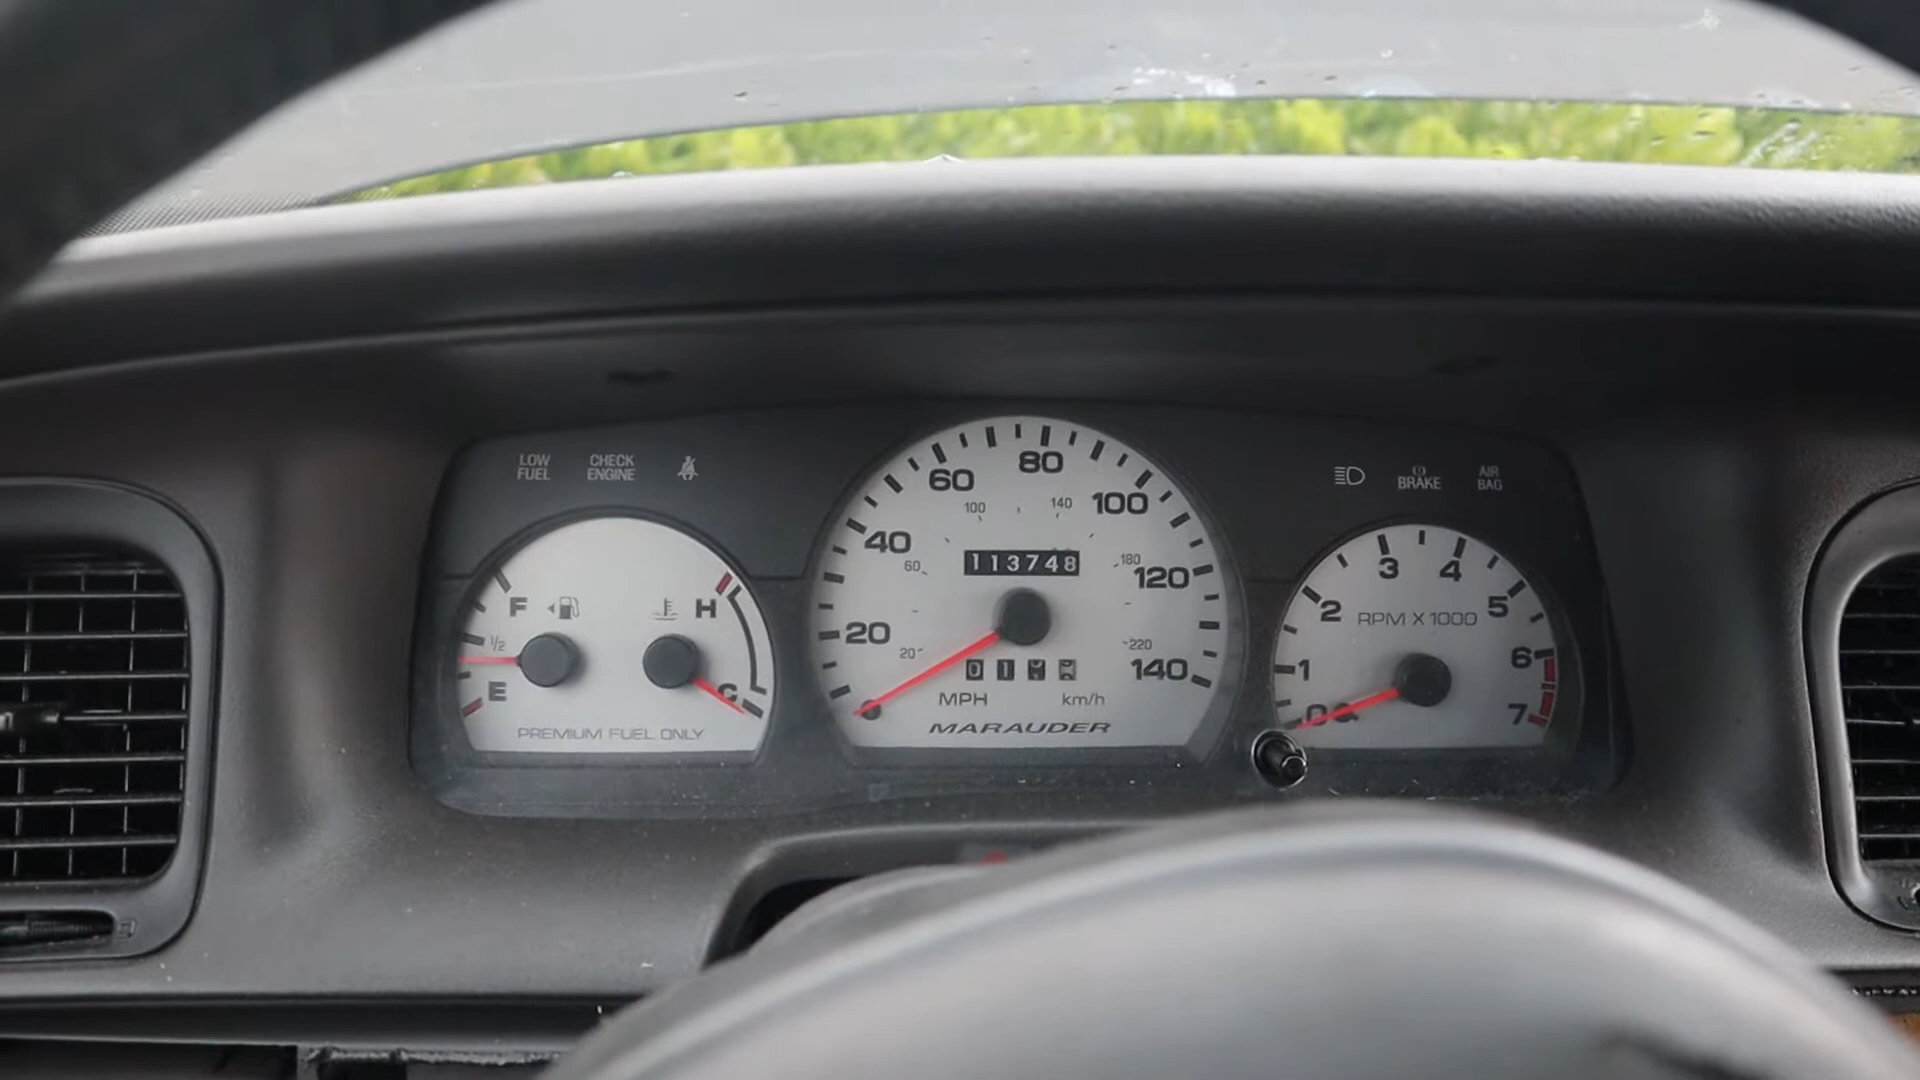 LOW
FUEL
CHECK
ENGINE
F
H
1/2
E
C
PREMIUM FUEL ONLY
20
40
60
80
100
120
140
20
60
100
140
180
220
113748
01
MPH
km/h
MARAUDER
BRAKE
AIR
BAG
0
1
2
3
4
5
6
7
RPM X 1000